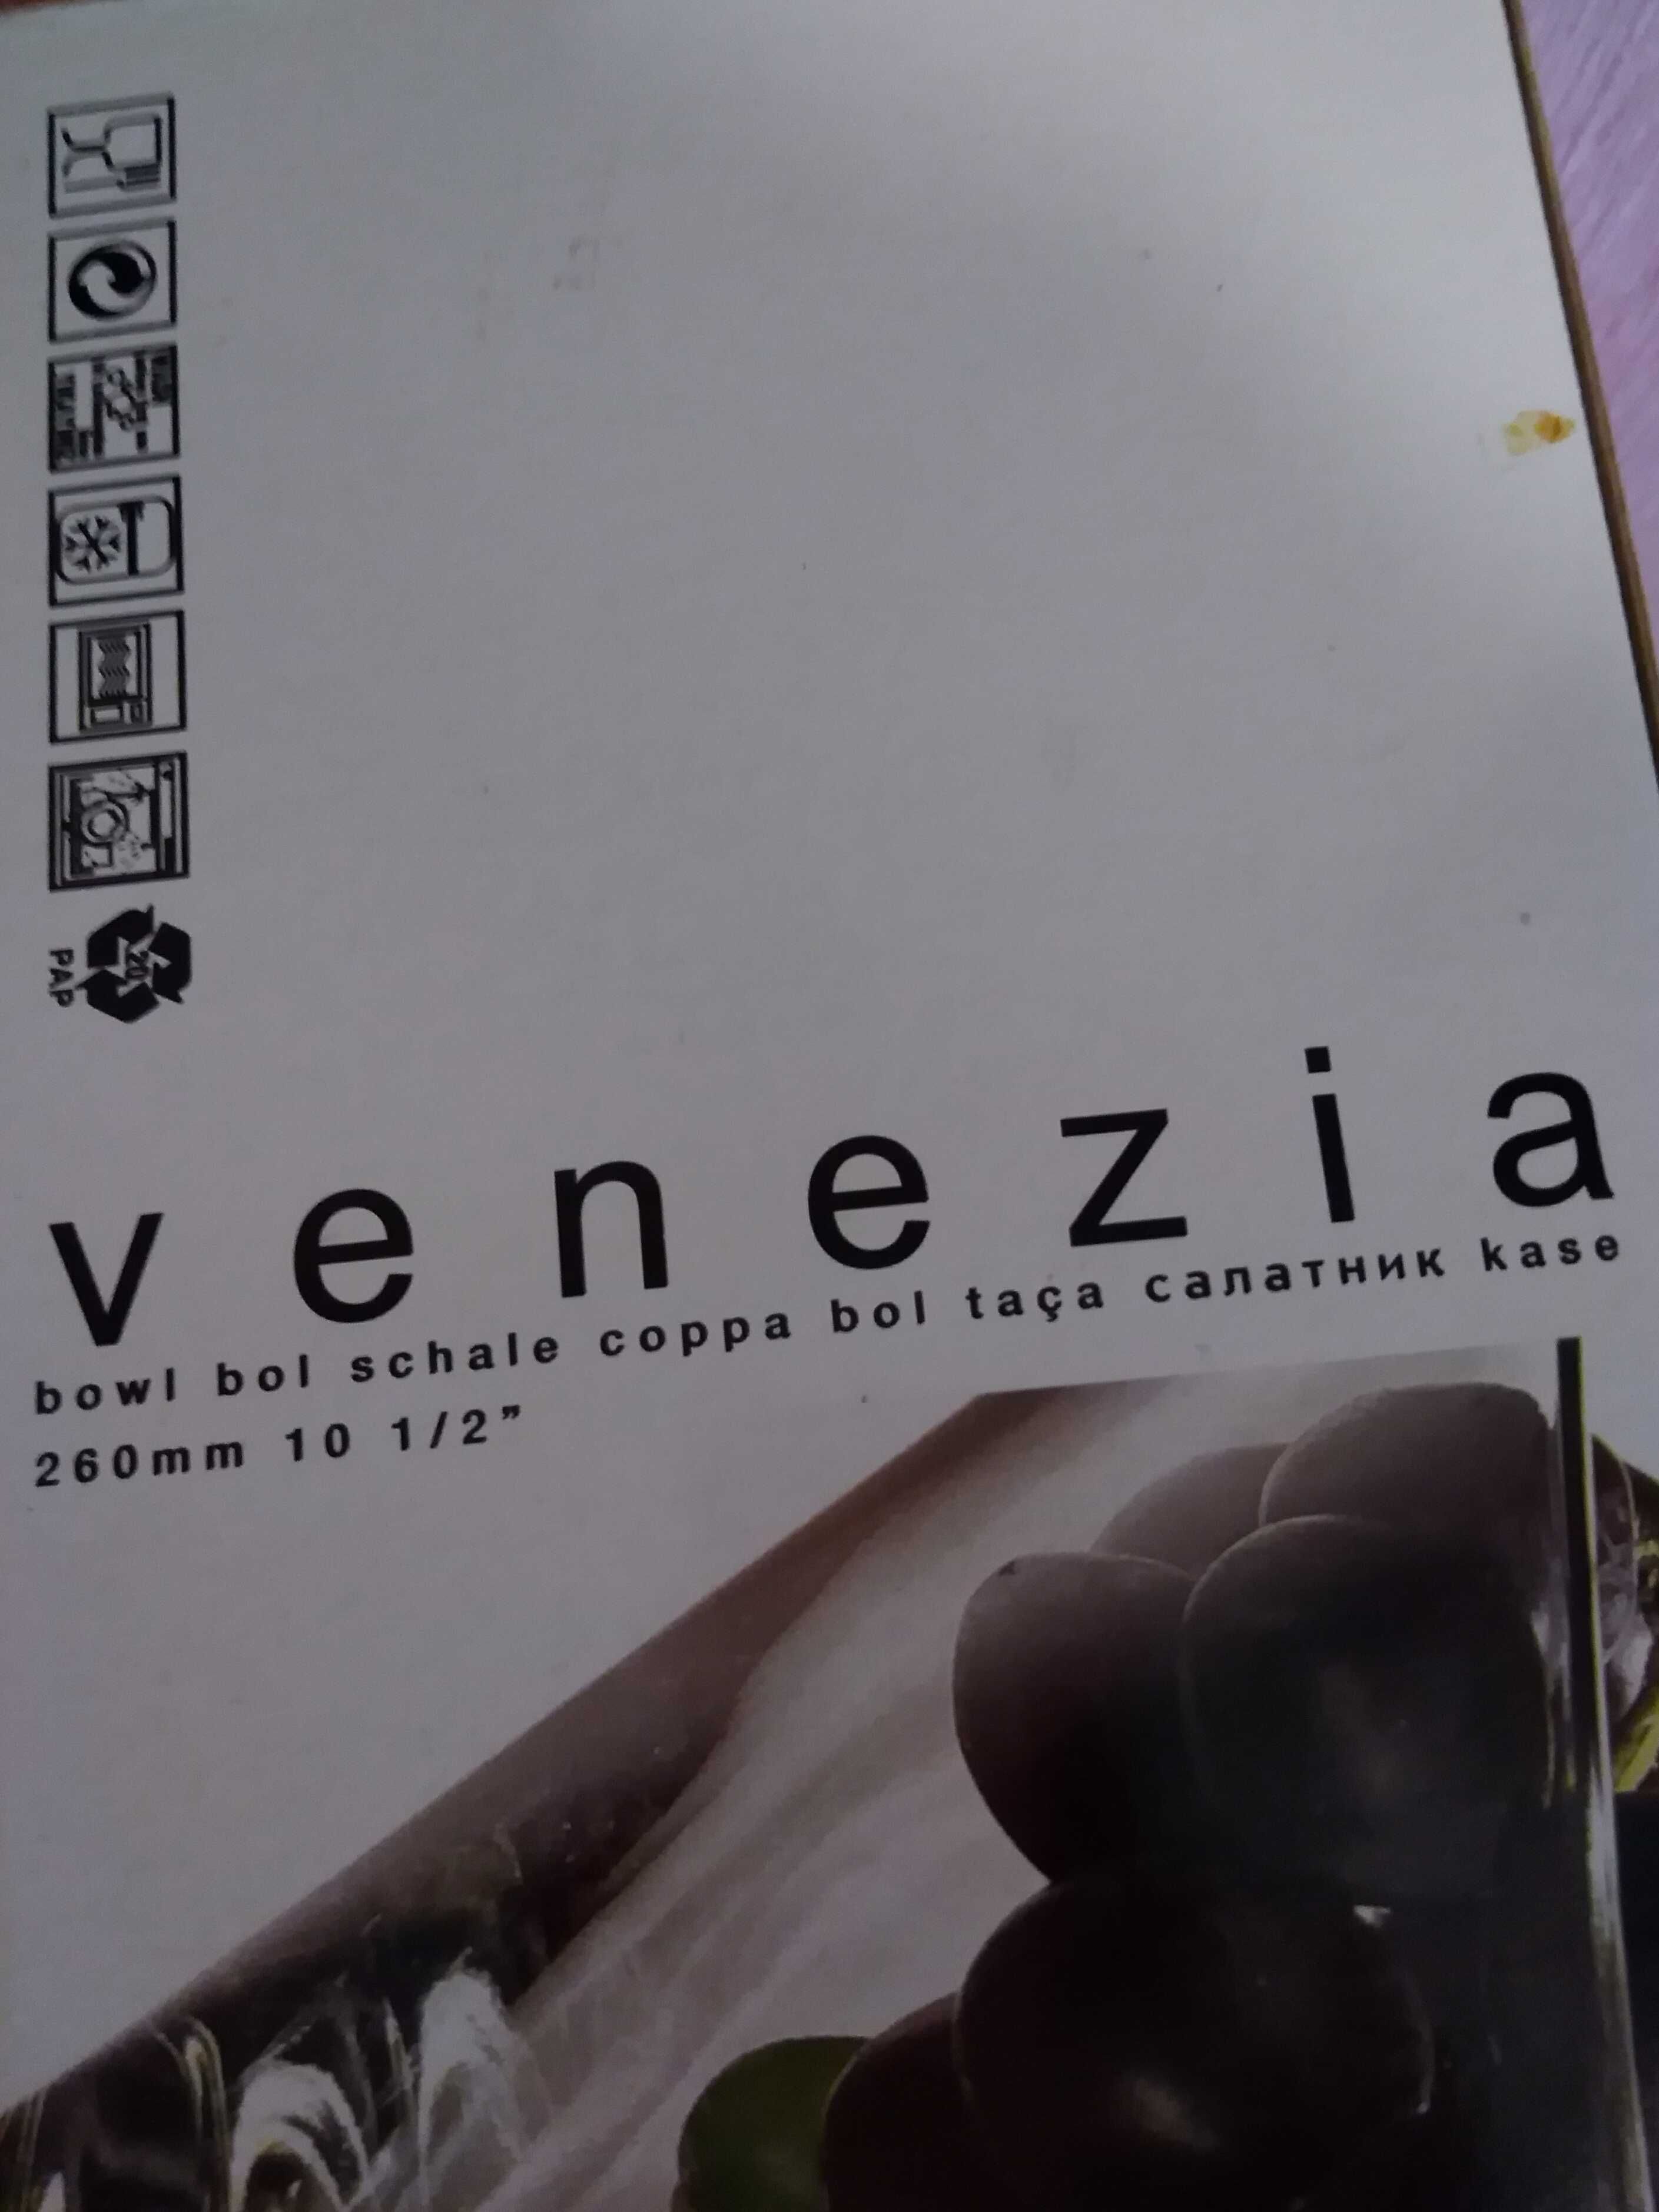 20
PAP
venezia
bowl bol schale coppa bol taça салатник kase
260mm 10 1/2”